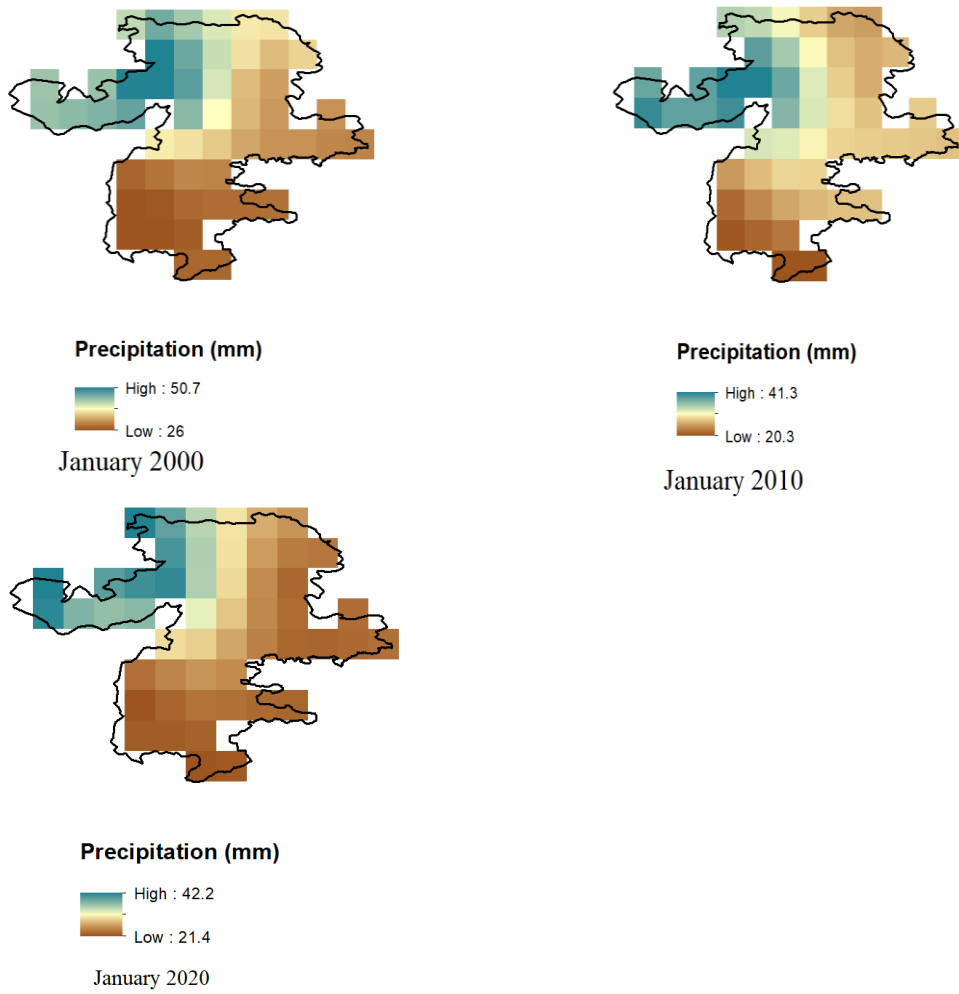 Precipitation (mm)
High : 50.7
Low : 26
January 2000
Precipitation (mm)
High : 41.3
Low : 20.3
January 2010
Precipitation (mm)
High : 42.2
Low : 21.4
January 2020